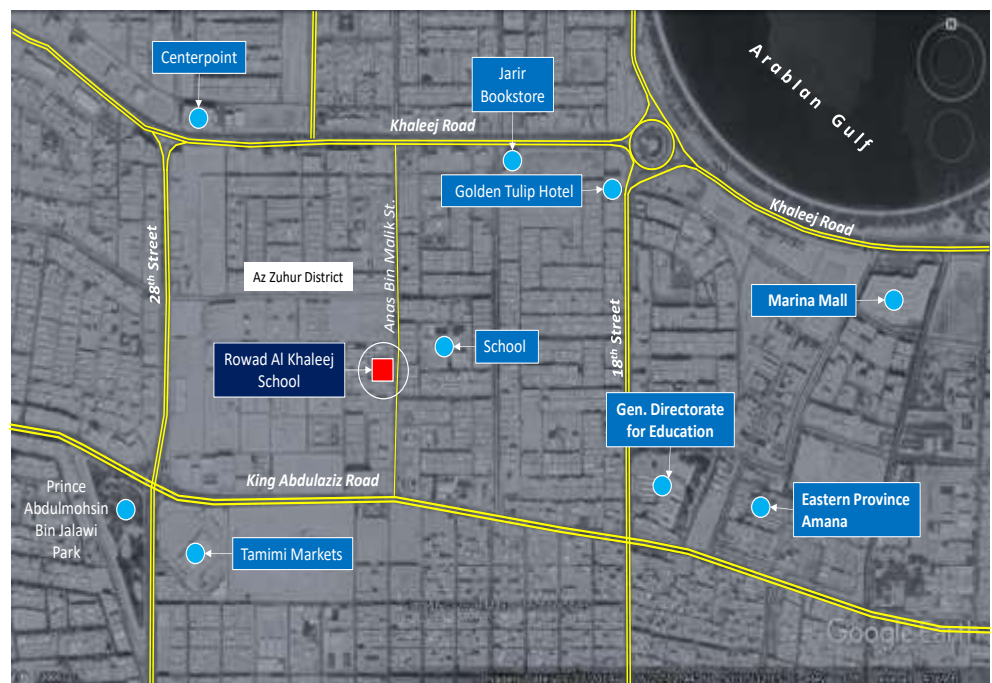 Centerpoint
Jarir
Bookstore
Arabian Gulf
Khaleej Road
Golden Tulip Hotel
Khaleej Road
Anas Bin Malik St.
28th Street
Az Zuhur District
Marina Mall
18th Street
School
Rowad Al Khaleej
School
Gen. Directorate
for Education
King Abdulaziz Road
Prince
Abdulmohsin
Bin Jalawi
Park
Eastern Province
Amana
Tamimi Markets
Google earth